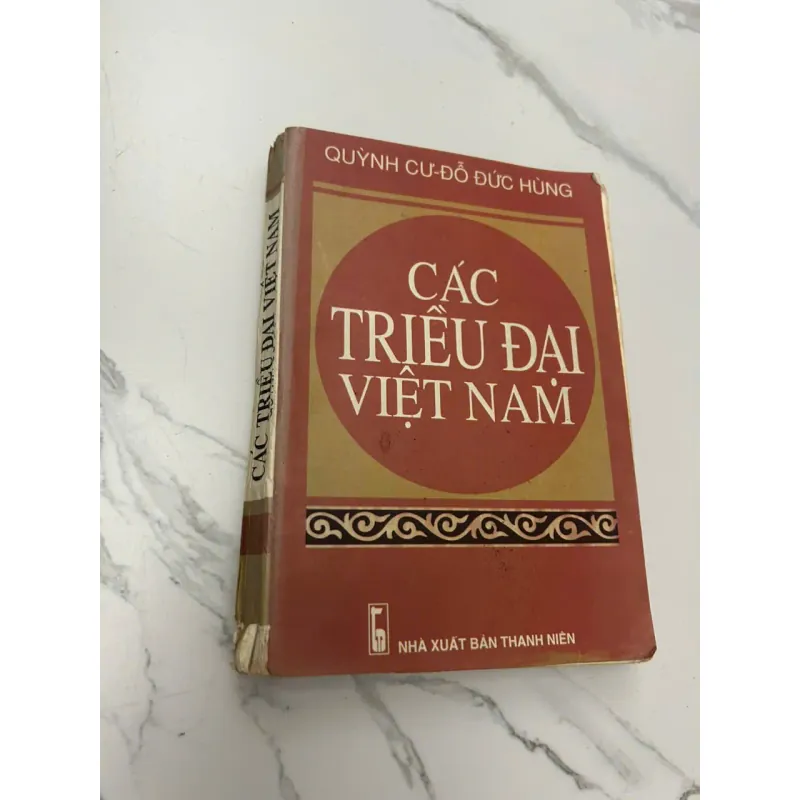 QUỲNH CƯ-ĐỖ ĐỨC HÙNG
CÁC
TRIỀU ĐẠI
VIỆT NAM
NHÀ XUẤT BẢN THANH NIÊN
CÁC TRIỀU ĐẠI VIỆT NAM